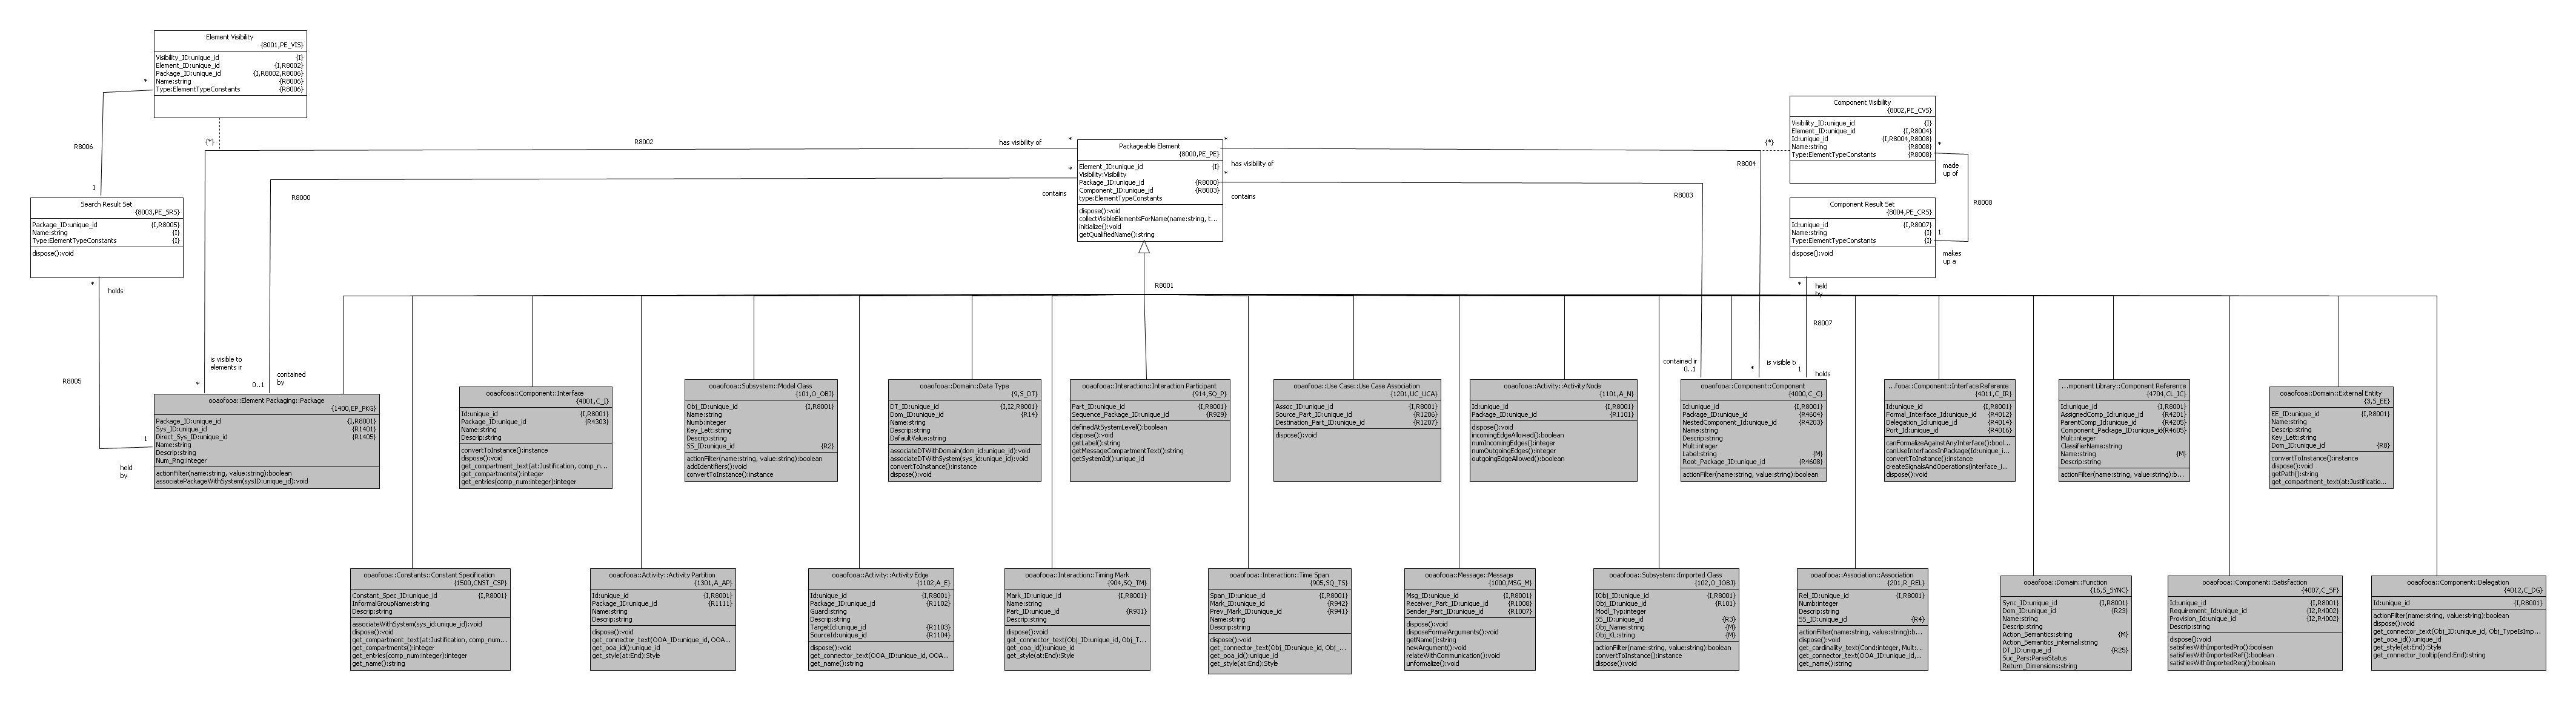 Element Visibility
{8001,PE_VIS}
Visibility_ID:unique_id {I}
Element_ID:unique_id {I,R8002}
Package_ID:unique_id {I,R8002,R8006}
Name:string {R8006}
Type:ElementTypeConstants {R8006}
*
{*}
R8006
1
Search Result Set
{8003,PE_SRS}
Package_ID:unique_id {I,R8005}
Name:string {I}
Type:ElementTypeConstants {I}
dispose():void
*
holds
R8005
1
held
by
R8002
has visibility of
*
is visible to
elements ir
*
R8000
*
contains
0..1
contained
by
Packageable Element
{8000,PE_PE}
Element_ID:unique_id {I}
Visibility:Visibility
Package_ID:unique_id {R8000}
Component_ID:unique_id {R8003}
type:ElementTypeConstants
dispose():void
collectVisibleElementsForName(name:string, t...
initialize():void
getQualifiedName():string
R8001
*
has visibility of
*
contains
R8004
R8003
{*}
Component Visibility
{8002,PE_CVS}
Visibility_ID:unique_id {I}
Element_ID:unique_id {I,R8004}
Id:unique_id {I,R8004,R8008}
Name:string {R8008}
Type:ElementTypeConstants {R8008}
*
made
up of
R8008
Component Result Set
{8004,PE_CRS}
Id:unique_id {I,R8007}
Name:string {I}
Type:ElementTypeConstants {I}
dispose():void
1
makes
up a
*
held
by
R8007
contained ir
0..1
is visible t
*
1
holds
ooaofooa::Element Packaging::Package
{1400,EP_PKG}
Package_ID:unique_id {I,R8001}
Sys_ID:unique_id {R1401}
Direct_Sys_ID:unique_id {R1405}
Name:string
Descrip:string
Num_Rng:integer
actionFilter(name:string, value:string):boolean
associatePackageWithSystem(sysID:unique_id):void
ooaofooa::Component::Interface
{4001,C_I}
Id:unique_id {I,R8001}
Package_ID:unique_id {R4303}
Name:string
Descrip:string
convertToInstance():instance
dispose():void
get_compartment_text(at:Justification, comp_n...
get_compartments():integer
get_entries(comp_num:integer):integer
ooaofooa::Subsystem::Model Class
{101,O_OBJ}
Obj_ID:unique_id {I,R8001}
Name:string
Numb:integer
Key_Lett:string
Descrip:string
SS_ID:unique_id {R2}
actionFilter(name:string, value:string):boolean
addIdentifiers():void
convertToInstance():instance
ooaofooa::Domain::Data Type
{9,S_DT}
DT_ID:unique_id {I,I2,R8001}
Dom_ID:unique_id {R14}
Name:string
Descrip:string
DefaultValue:string
associateDTWithDomain(dom_id:unique_id):void
associateDTWithSystem(sys_id:unique_id):void
convertToInstance():instance
dispose():void
ooaofooa::Interaction::Interaction Participant
{914,SQ_P}
Part_ID:unique_id {I,R8001}
Sequence_Package_ID:unique_id {R929}
definedAtSystemLevel():boolean
dispose():void
getLabel():string
getMessageCompartmentText():string
getSystemId():unique_id
ooaofooa::Use Case::Use Case Association
{1201,UC_UCA}
Assoc_ID:unique_id {I,R8001}
Source_Part_ID:unique_id {R1206}
Destination_Part_ID:unique_id {R1207}
dispose():void
ooaofooa::Activity::Activity Node
{1101,A_N}
Id:unique_id {I,R8001}
Package_ID:unique_id {R1101}
dispose():void
incomingEdgeAllowed():boolean
numIncomingEdges():integer
numOutgoingEdges():integer
outgoingEdgeAllowed():boolean
ooaofooa::Component::Component
{4000,C_C}
Id:unique_id {I,R8001}
Package_ID:unique_id {R4604}
NestedComponent_Id:unique_id {R4203}
Name:string
Descrip:string
Mult:integer
Label:string {M}
Root_Package_ID:unique_id {R4608}
actionFilter(name:string, value:string):boolean
...fooa::Component::Interface Reference
{4011,C_IR}
Id:unique_id {I,R8001}
Formal_Interface_Id:unique_id {R4012}
Delegation_Id:unique_id {R4014}
Port_Id:unique_id {R4016}
canFormalizeAgainstAnyInterface():bool...
canUseInterfacesInPackage(Id:unique_i...
convertToInstance():instance
createSignalsAndOperations(interface_i...
dispose():void
...mponent Library::Component Reference
{4704,CL_IC}
Id:unique_id {I,R8001}
AssignedComp_Id:unique_id {R4201}
ParentComp_Id:unique_id {R4205}
Component_Package_ID:unique_id{R4605}
Mult:integer
ClassifierName:string
Name:string {M}
Descrip:string
actionFilter(name:string, value:string):b...
ooaofooa::Domain::External Entity
{3,S_EE}
EE_ID:unique_id {I,R8001}
Name:string
Descrip:string
Key_Lett:string
Dom_ID:unique_id {R8}
convertToInstance():instance
dispose():void
getPath():string
get_compartment_text(at:Justificatio...
ooaofooa::Constants::Constant Specification
{1500,CNST_CSP}
Constant_Spec_ID:unique_id {I,R8001}
InformalGroupName:string
Descrip:string
associateWithSystem(sys_id:unique_id):void
dispose():void
get_compartment_text(at:Justification, comp_num...
get_compartments():integer
get_entries(comp_num:integer):integer
get_name():string
ooaofooa::Activity::Activity Partition
{1301,A_AP}
Id:unique_id {I,R8001}
Package_ID:unique_id {R1111}
Name:string
Descrip:string
dispose():void
get_connector_text(OOA_ID:unique_id, OOA...
get_ooa_id():unique_id
get_style(at:End):Style
ooaofooa::Activity::Activity Edge
{1102,A_E}
Id:unique_id {I,R8001}
Package_ID:unique_id {R1102}
Guard:string
Descrip:string
TargetId:unique_id {R1103}
SourceId:unique_id {R1104}
dispose():void
get_connector_text(OOA_ID:unique_id, OOA...
get_name():string
ooaofooa::Interaction::Timing Mark
{904,SQ_TM}
Mark_ID:unique_id {I,R8001}
Name:string
Part_ID:unique_id {R931}
Descrip:string
dispose():void
get_connector_text(Obj_ID:unique_id, Obj_T...
get_ooa_id():unique_id
get_style(at:End):Style
ooaofooa::Interaction::Time Span
{905,SQ_TS}
Span_ID:unique_id {I,R8001}
Mark_ID:unique_id {R942}
Prev_Mark_ID:unique_id {R941}
Name:string
Descrip:string
dispose():void
get_connector_text(Obj_ID:unique_id, Obj_...
get_ooa_id():unique_id
get_style(at:End):Style
ooaofooa::Message::Message
{1000,MSG_M}
Msg_ID:unique_id {I,R8001}
Receiver_Part_ID:unique_id {R1008}
Sender_Part_ID:unique_id {R1007}
dispose():void
disposeFormalArguments():void
getName():string
newArgument():void
relateWithCommunication():void
unformalize():void
ooaofooa::Subsystem::Imported Class
{102,O_IOBJ}
IObj_ID:unique_id {I,R8001}
Obj_ID:unique_id {R101}
Modl_Typ:integer
SS_ID:unique_id {R3}
Obj_Name:string {M}
Obj_KL:string {M}
actionFilter(name:string, value:string):boolean
convertToInstance():instance
dispose():void
ooaofooa::Association::Association
{201,R_REL}
Rel_ID:unique_id {I,R8001}
Numb:integer
Descrip:string
SS_ID:unique_id {R4}
actionFilter(name:string, value:string):b...
dispose():void
get_cardinality_text(Cond:integer, Mult:...
get_connector_text(OOA_ID:unique_id,...
get_name():string
ooaofooa::Domain::Function
{16,S_SYNC}
Sync_ID:unique_id {I,R8001}
Dom_ID:unique_id {R23}
Name:string
Descrip:string
Action_Semantics:string {M}
Action_Semantics_internal:string
DT_ID:unique_id {R25}
Suc_Pars:ParseStatus
Return_Dimensions:string
ooaofooa::Component::Satisfaction
{4007,C_SF}
Id:unique_id {I,R8001}
Requirement_Id:unique_id {I2,R4002}
Provision_Id:unique_id {I2,R4002}
dispose():void
satisfiesWithImportedPro():boolean
satisfiesWithImportedRef():boolean
satisfiesWithImportedReq():boolean
ooaofooa::Component::Delegation
{4012,C_DG}
Id:unique_id {I,R8001}
actionFilter(name:string, value:string):boolean
dispose():void
get_connector_text(Obj_ID:unique_id, Obj_TypeIsImp...
get_ooa_id():unique_id
get_style(at:End):Style
get_connector_tooltip(end:End):string